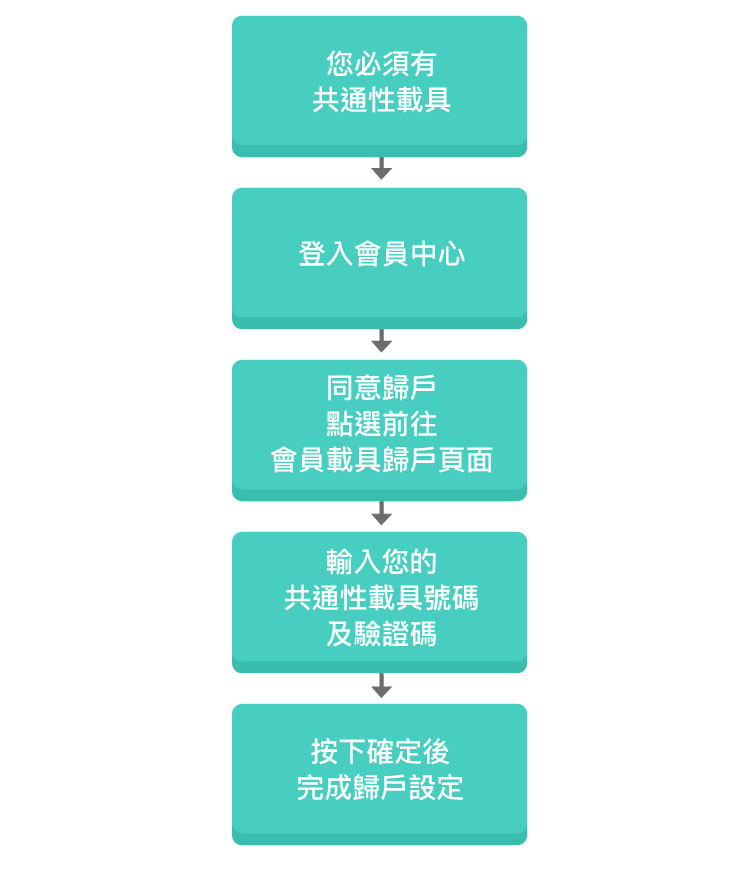 您必須有
共通性載具
登入會員中心
同意歸戶
點選前往
會員載具歸戶頁面
輸入您的
共通性載具號碼
及驗證碼
按下確定後
完成歸戶設定